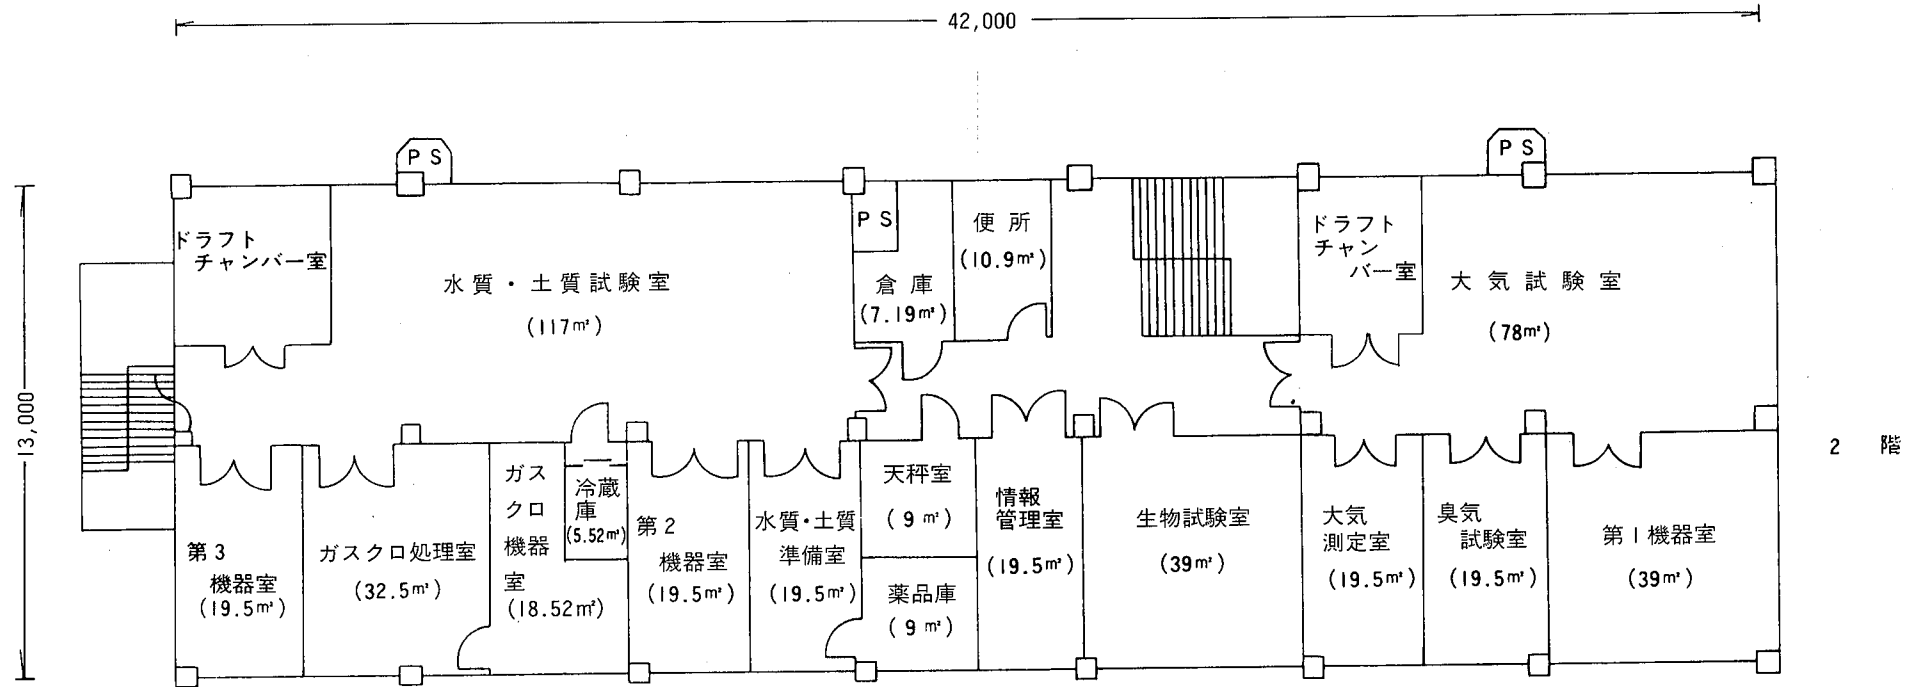 42,000
PS
PS
ドラフト
チャンバー室
水質・土質試験室
(117㎡)
PS
倉庫
(7.19㎡)
便所
(10.9㎡)
ドラフト
チャン
バー室
大気試験室
(78㎡)
13,000
2 階
第3
機器室
(19.5㎡)
ガスクロ処理室
(32.5㎡)
ガス
クロ
機器
室
(18.52㎡)
冷蔵
庫
(5.52㎡)
第2
機器室
(19.5㎡)
水質・土質
準備室
(19.5㎡)
天秤室
(9㎡)
薬品庫
(9㎡)
情報
管理室
(19.5㎡)
生物試験室
(39㎡)
大気
測定室
(19.5㎡)
臭気
試験室
(19.5㎡)
第1機器室
(39㎡)